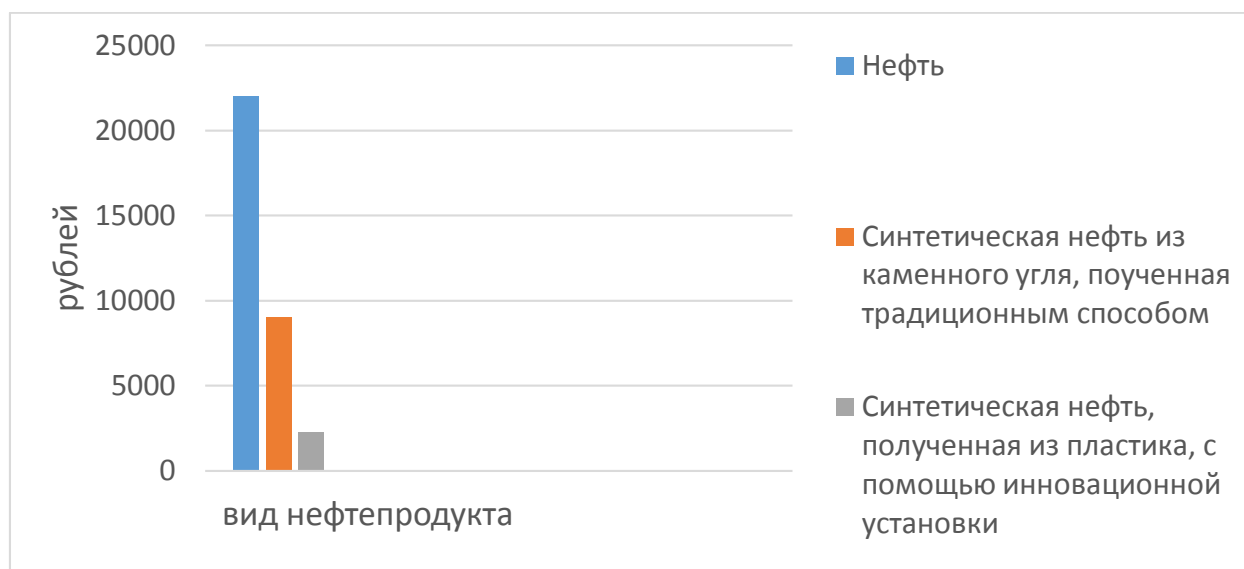 25000
20000
15000
10000
5000
0
рублей
вид нефтепродукта
Нефть
Синтетическая нефть из
каменного угля, поученная
традиционным способом
Синтетическая нефть,
полученная из пластика, с
помощью инновационной
установки